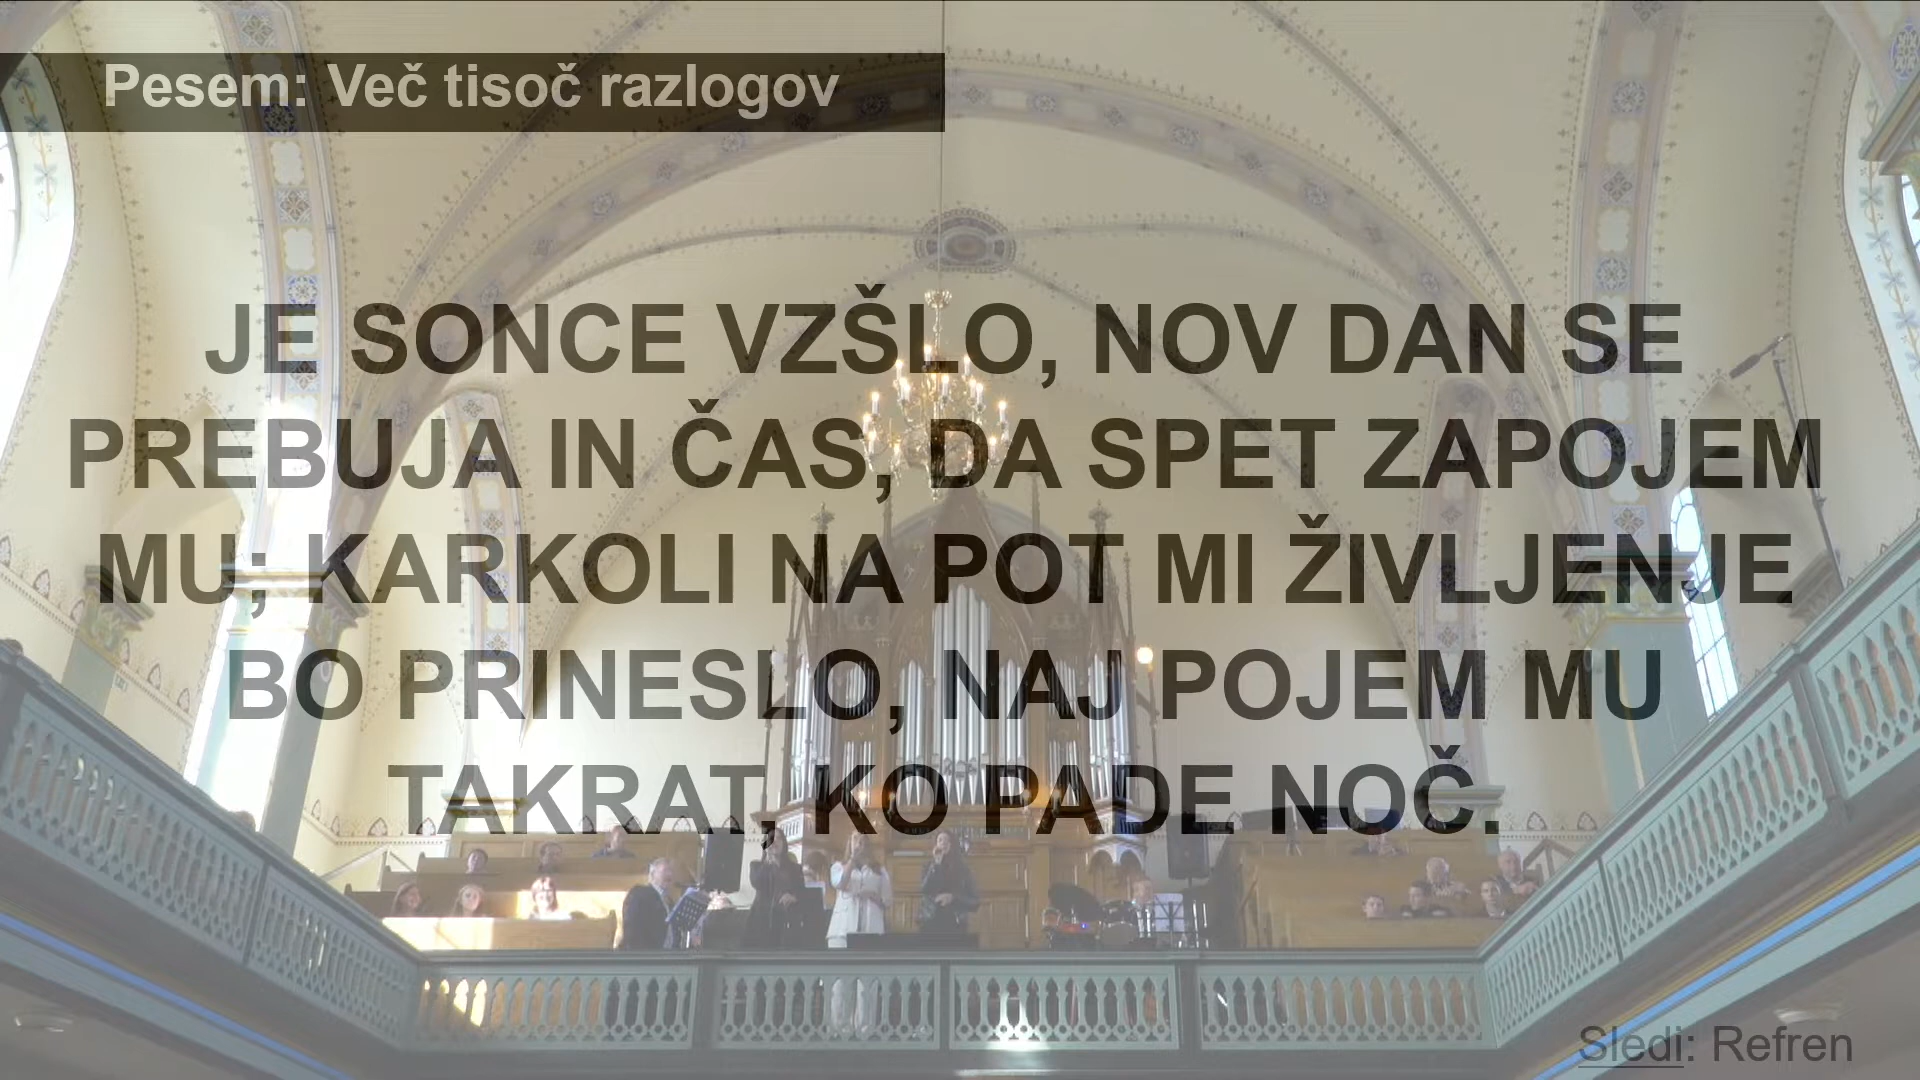 Pesem: Več tisoč razlogov
JE SONCE VZŠLO, NOV DAN SE
PREBUJA IN ČAS, DA SPET ZAPOJEM
MU; KARKOLI NA POT MI ŽIVLJENJE
BO PRINESLO, NAJ POJEM MU
TAKRAT, KO PADE NOČ.
Sledi: Refren